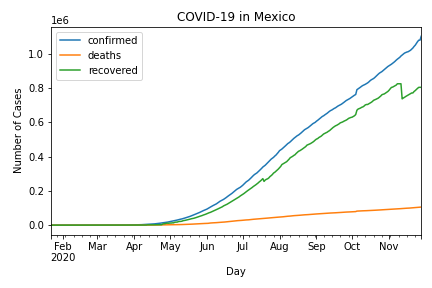 COVID-19 in Mexico
1e6
confirmed
deaths
recovered
1.0
0.8
0.6
0.4
0.2
0.0
Number of Cases
Feb Mar Apr May Jun Jul Aug Sep Oct Nov
2020
Day